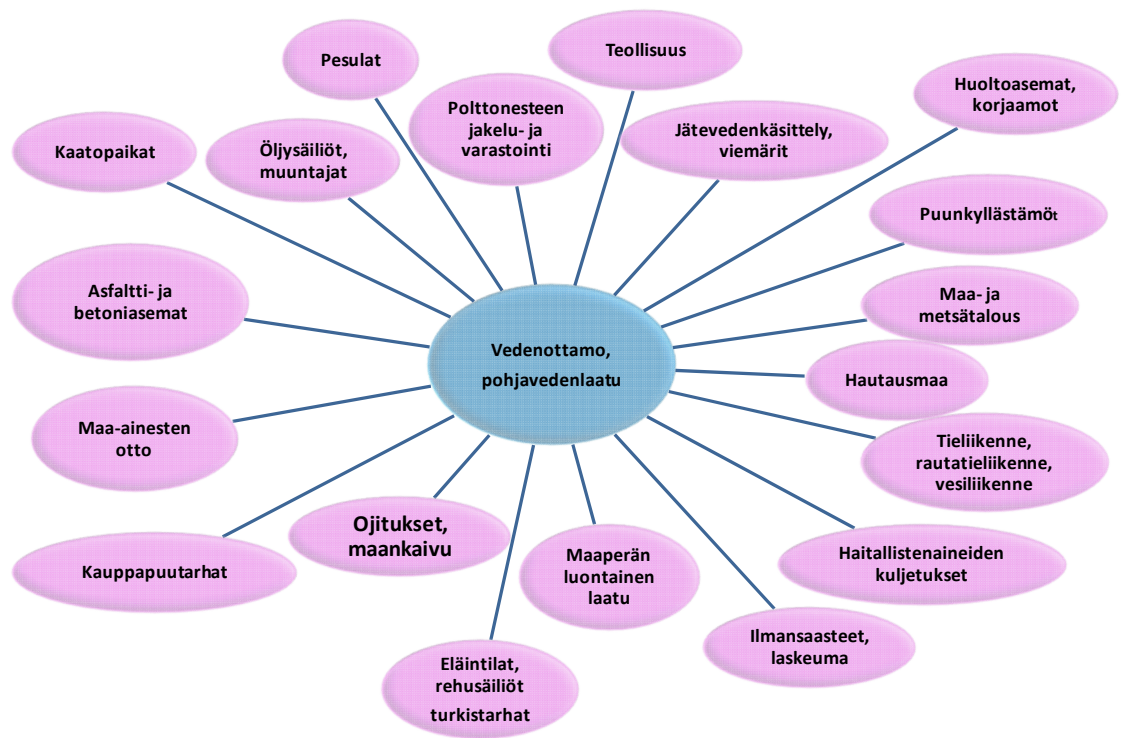 Pesulat
Teollisuus
Huoltoasemat,
korjaamot
Polttonesteen
jakelu- ja
varastointi
Jätevedenkäsittely,
viemärit
Kaatopaikat
Öljysäiliöt,
muuntajat
Puunkyllästämöt
Asfaltti- ja
betoniasemat
Maa- ja
metsätalous
Vedenottamo,
pohjavedenlaatu
Hautausmaa
Maa-ainesten
otto
Tieliikenne,
rautatieliikenne,
vesiliikenne
Ojitukset,
maankaivu
Kauppapuutarhat
Maaperän
luontainen
laatu
Haitallistenaineiden
kuljetukset
Ilmansaasteet,
laskeuma
Eläintilat,
rehusäiliöt
turkistarhat